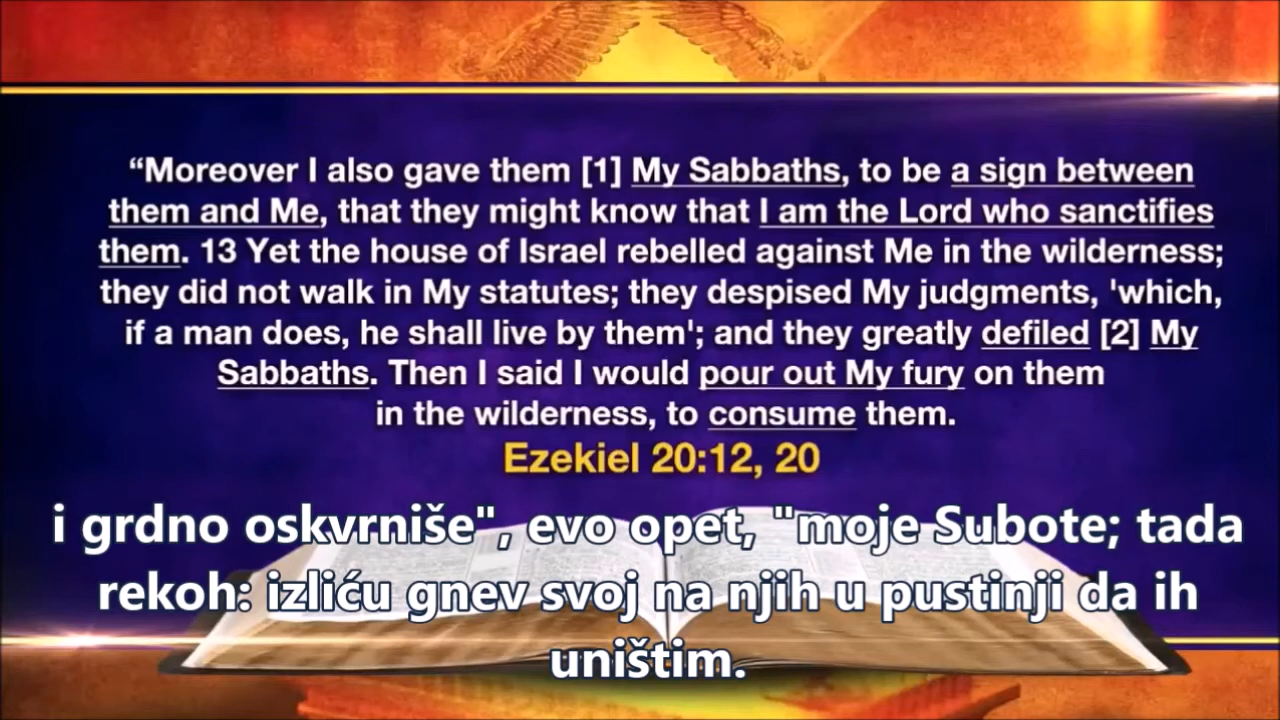 “Moreover I also gave them [1] My Sabbaths, to be a sign between
them and Me, that they might know that I am the Lord who sanctifies
them. 13 Yet the house of Israel rebelled against Me in the wilderness;
they did not walk in My statutes; they despised My judgments, 'which,
if a man does, he shall live by them'; and they greatly defiled [2] My
Sabbaths. Then I said I would pour out My fury on them
in the wilderness, to consume them.
Ezekiel 20:12, 20
i grdno oskvrniše", evo opet, "moje Subote; tada
rekoh: izliću gnev svoj na njih u pustinji da ih
uništim.